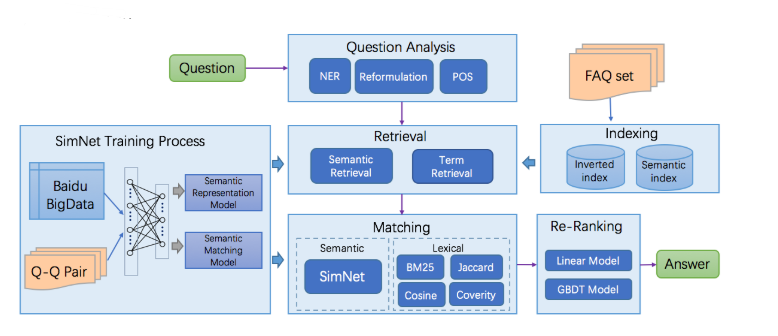 Question Analysis
Question
NER
Reformulation
POS
FAQ set
SimNet Training Process
Retrieval
Indexing
Semantic
Retrieval
Term
Retrieval
Inverted
index
Semantic
index
Baidu
BigData
Semantic
Representation
Model
Semantic
Matching
Model
Q-Q Pair
Matching
Semantic
SimNet
Lexical
BM25
Jaccard
Cosine
Coverity
Re-Ranking
Linear Model
GBDT Model
Answer